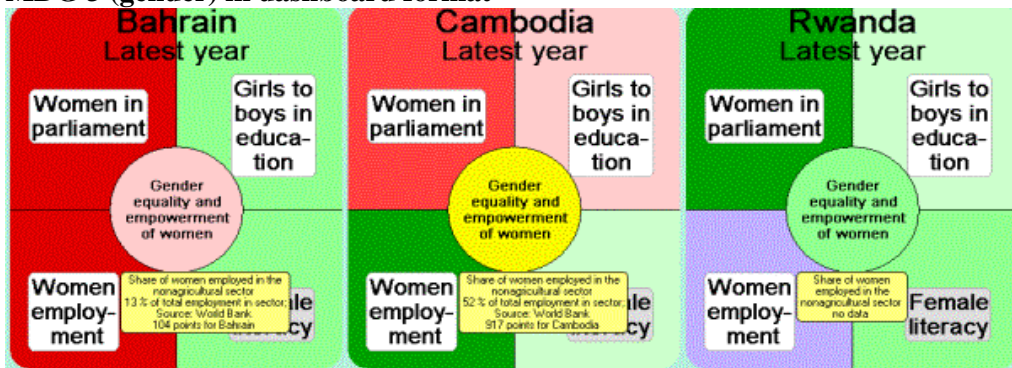 MDG 3 (gender) in dashboard format
Bahrain
Latest year
Women in
parliament
Girls to
boys in
educa-
tion
Gender
equality and
empowerment
of women
Women
employ-
ment
Share of women employed in the
nonagricultural sector
13 % of total employment in sector;
Source: World Bank
104 points for Bahrain
Cambodia
Latest year
Women in
parliament
Girls to
boys in
educa-
tion
Gender
equality and
empowerment
of women
Women
employ-
ment
Share of women employed in the
nonagricultural sector
52 % of total employment in sector;
Source: World Bank
917 points for Cambodia
Rwanda
Latest year
Women in
parliament
Girls to
boys in
educa-
tion
Gender
equality and
empowerment
of women
Women
employ-
ment
Share of women
employed in the
nonagricultural sector
no data
Female
literacy